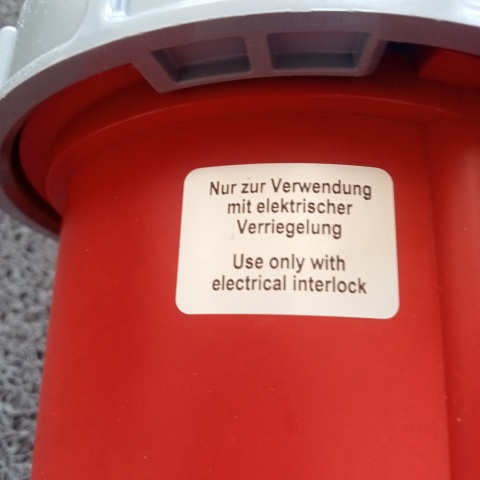 Nur zur Verwendung
mit elektrischer
Verriegelung
Use only with
electrical interlock